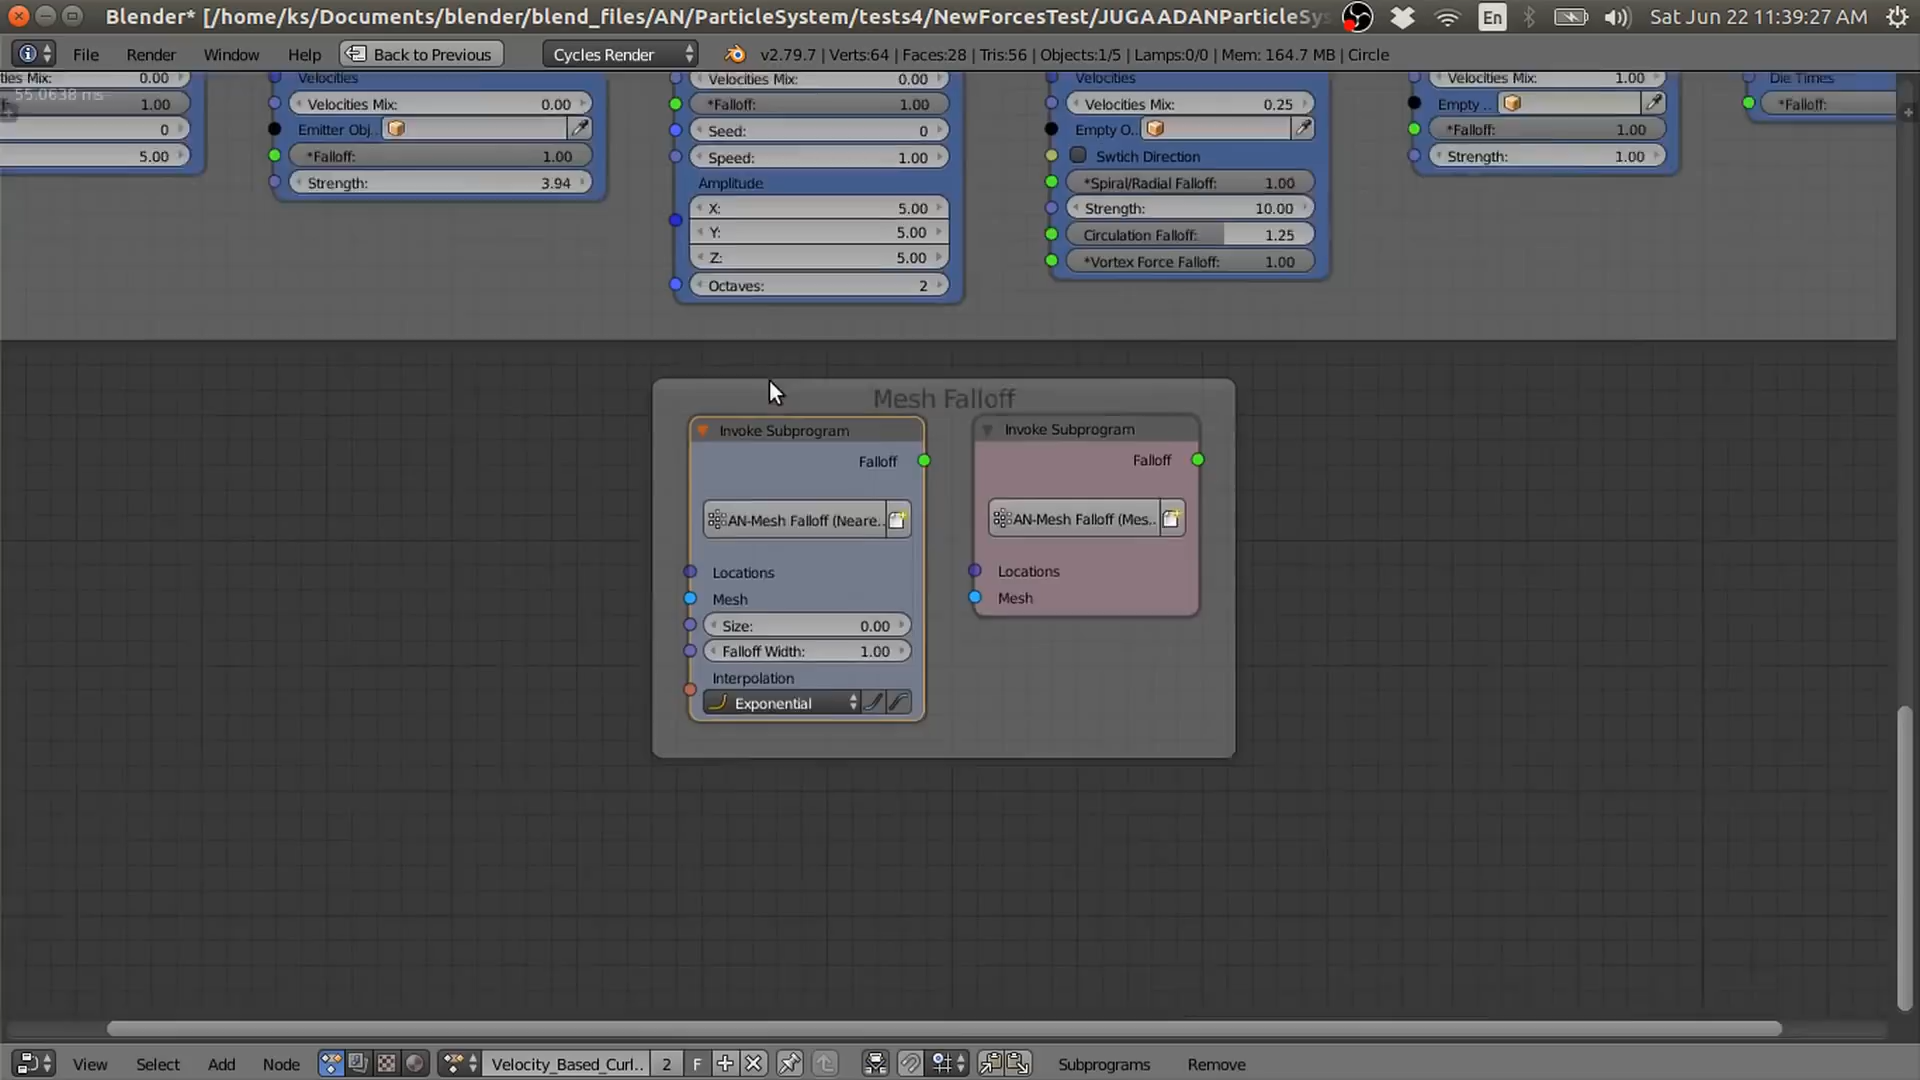 Blender* [/home/ks/Documents/blender/blend_files/AN/ParticleSystem/tests4/NewForcesTest/JUGAADANParticleSys
En
Sat Jun 22 11:39:27 AM
File
Render
Window
Help
Back to Previous
Cycles Render
v2.79.7 | Verts:64 | Faces:28 | Tris:56 | Objects:1/5 | Lamps:0/0 | Mem: 164.7 MB | Circle
ties Mix: 0.00
55.0638 ms
1.00
0
5.00
Velocities
Velocities Mix: 0.00
Emitter Obj..
*Falloff: 1.00
Strength: 3.94
Velocities Mix: 0.00
*Falloff: 1.00
Seed: 0
Speed: 1.00
Amplitude
X: 5.00
Y: 5.00
Z: 5.00
Octaves: 2
Velocities
Velocities Mix: 0.25
Empty O..
Swtich Direction
*Spiral/Radial Falloff: 1.00
Strength: 10.00
Circulation Falloff: 1.25
*Vortex Force Falloff: 1.00
Velocities Mix: 1.00
Empty ..
*Falloff: 1.00
Strength: 1.00
Die Times
*Falloff:
Mesh Falloff
Invoke Subprogram
Falloff
AN-Mesh Falloff (Neare..
Locations
Mesh
Size: 0.00
Falloff Width: 1.00
Interpolation
Exponential
Invoke Subprogram
Falloff
AN-Mesh Falloff (Mes..
Locations
Mesh
View
Select
Add
Node
Velocity_Based_Curl..
2
F
Subprograms
Remove